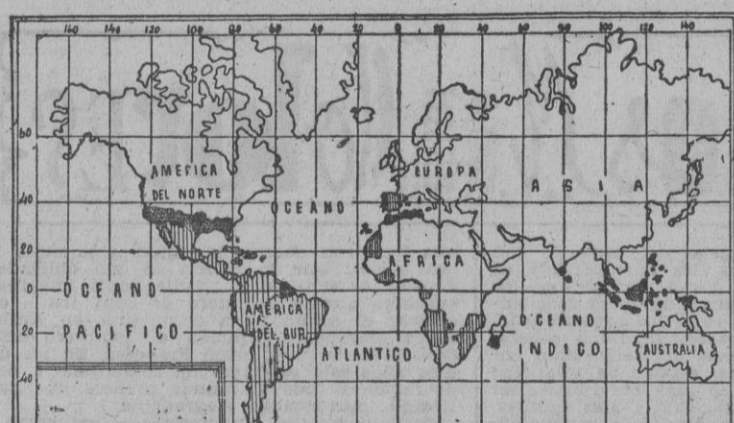 160 140 120 100 80 60 40 20 0 20 40 60 80 100 120 140
60
AMERICA
DEL NORTE
EUROPA
ASIA
40
OCEANO
20
AFRICA
0
OCEANO
PACIFICO
AMERICA
DEL SUR
OCEANO
INDICO
20
ATLANTICO
AUSTRALIA
40